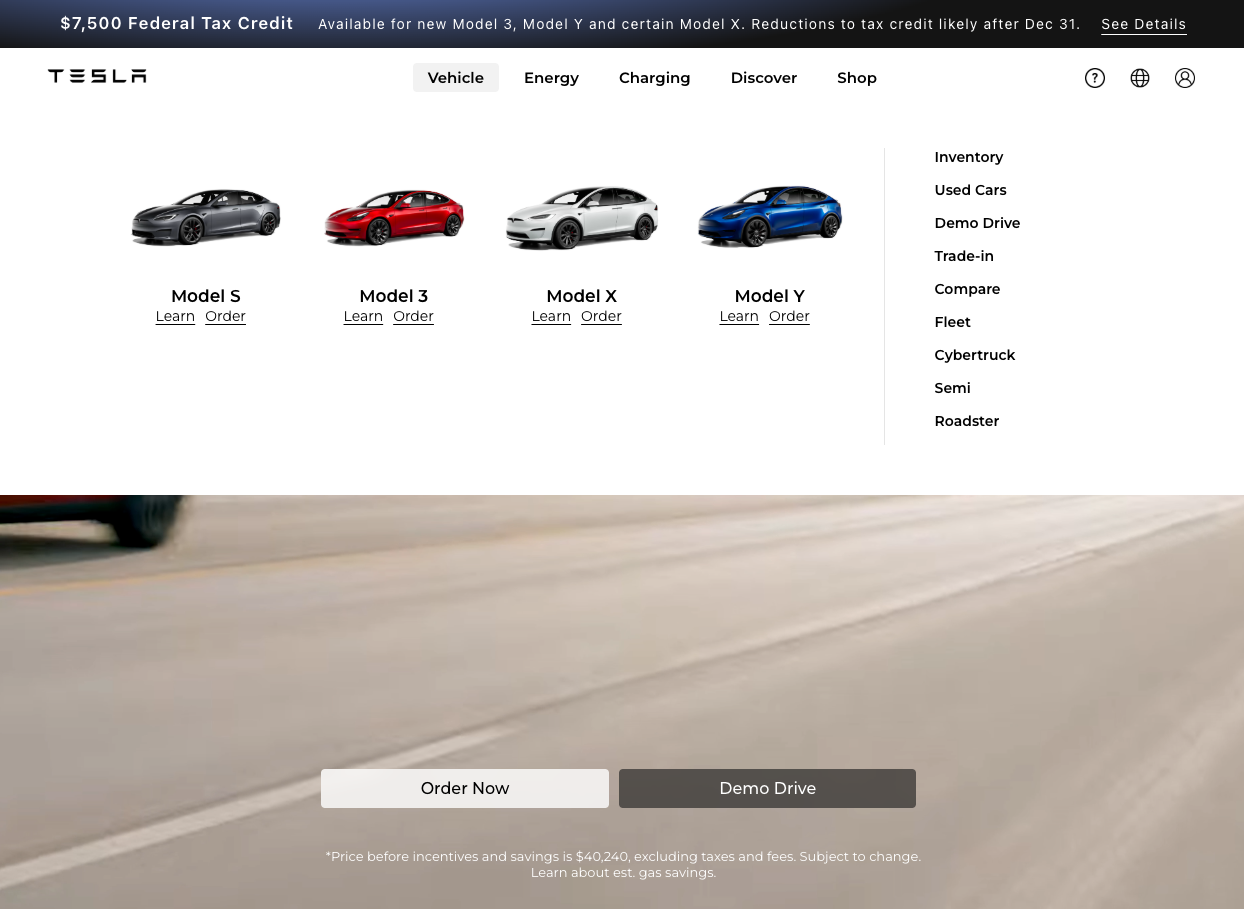 $7,500 Federal Tax Credit Available for new Model 3, Model Y and certain Model X. Reductions to tax credit likely after Dec 31. See Details
TESLA Vehicle Energy Charging Discover Shop
Model S Model 3 Model X Model Y
Learn Order Learn Order Learn Order Learn Order
Inventory
Used Cars
Demo Drive
Trade-in
Compare
Fleet
Cybertruck
Semi
Roadster
Order Now Demo Drive
*Price before incentives and savings is $40,240, excluding taxes and fees. Subject to change.
Learn about est. gas savings.